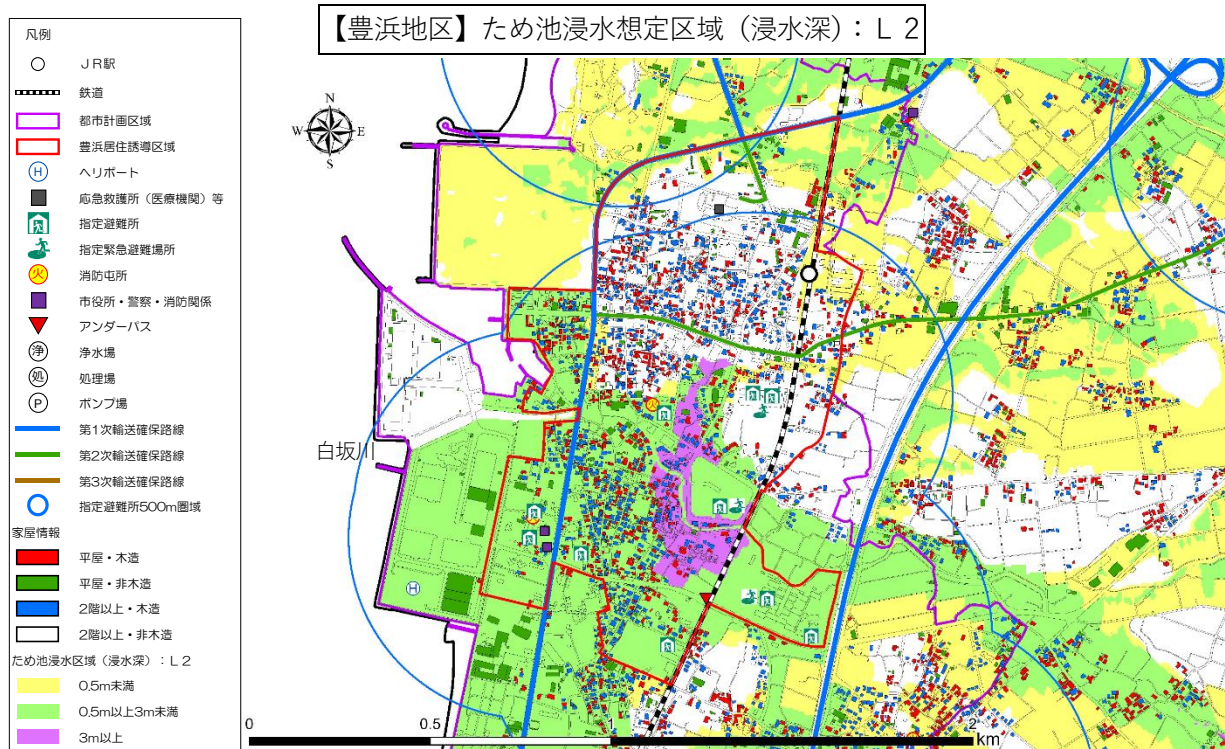 【豊浜地区】ため池浸水想定区域（浸水深）：Ｌ２
凡例
ＪＲ駅
鉄道
都市計画区域
豊浜居住誘導区域
H
ヘリポート
応急救護所（医療機関）等
指定避難所
指定緊急避難場所
火
消防屯所
市役所・警察・消防関係
アンダーパス
浄
浄水場
処
処理場
P
ポンプ場
第１次輸送確保路線
第２次輸送確保路線
第３次輸送確保路線
指定避難所500m圏域
家屋情報
平屋・木造
平屋・非木造
２階以上・木造
２階以上・非木造
ため池浸水区域（浸水深）：Ｌ２
0.5m未満
0.5m以上3m未満
3m以上
N
W
E
S
火
白坂川
H
0
0.5
1
2
km